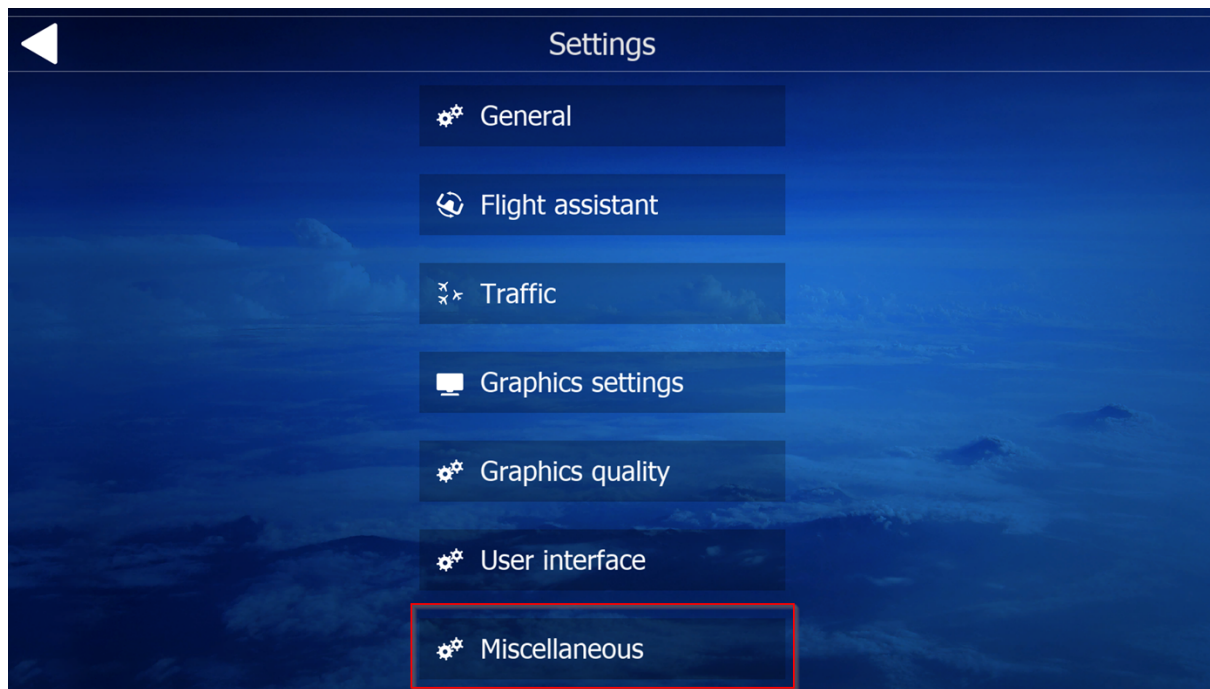 Settings
General
Flight assistant
Traffic
Graphics settings
Graphics quality
User interface
Miscellaneous